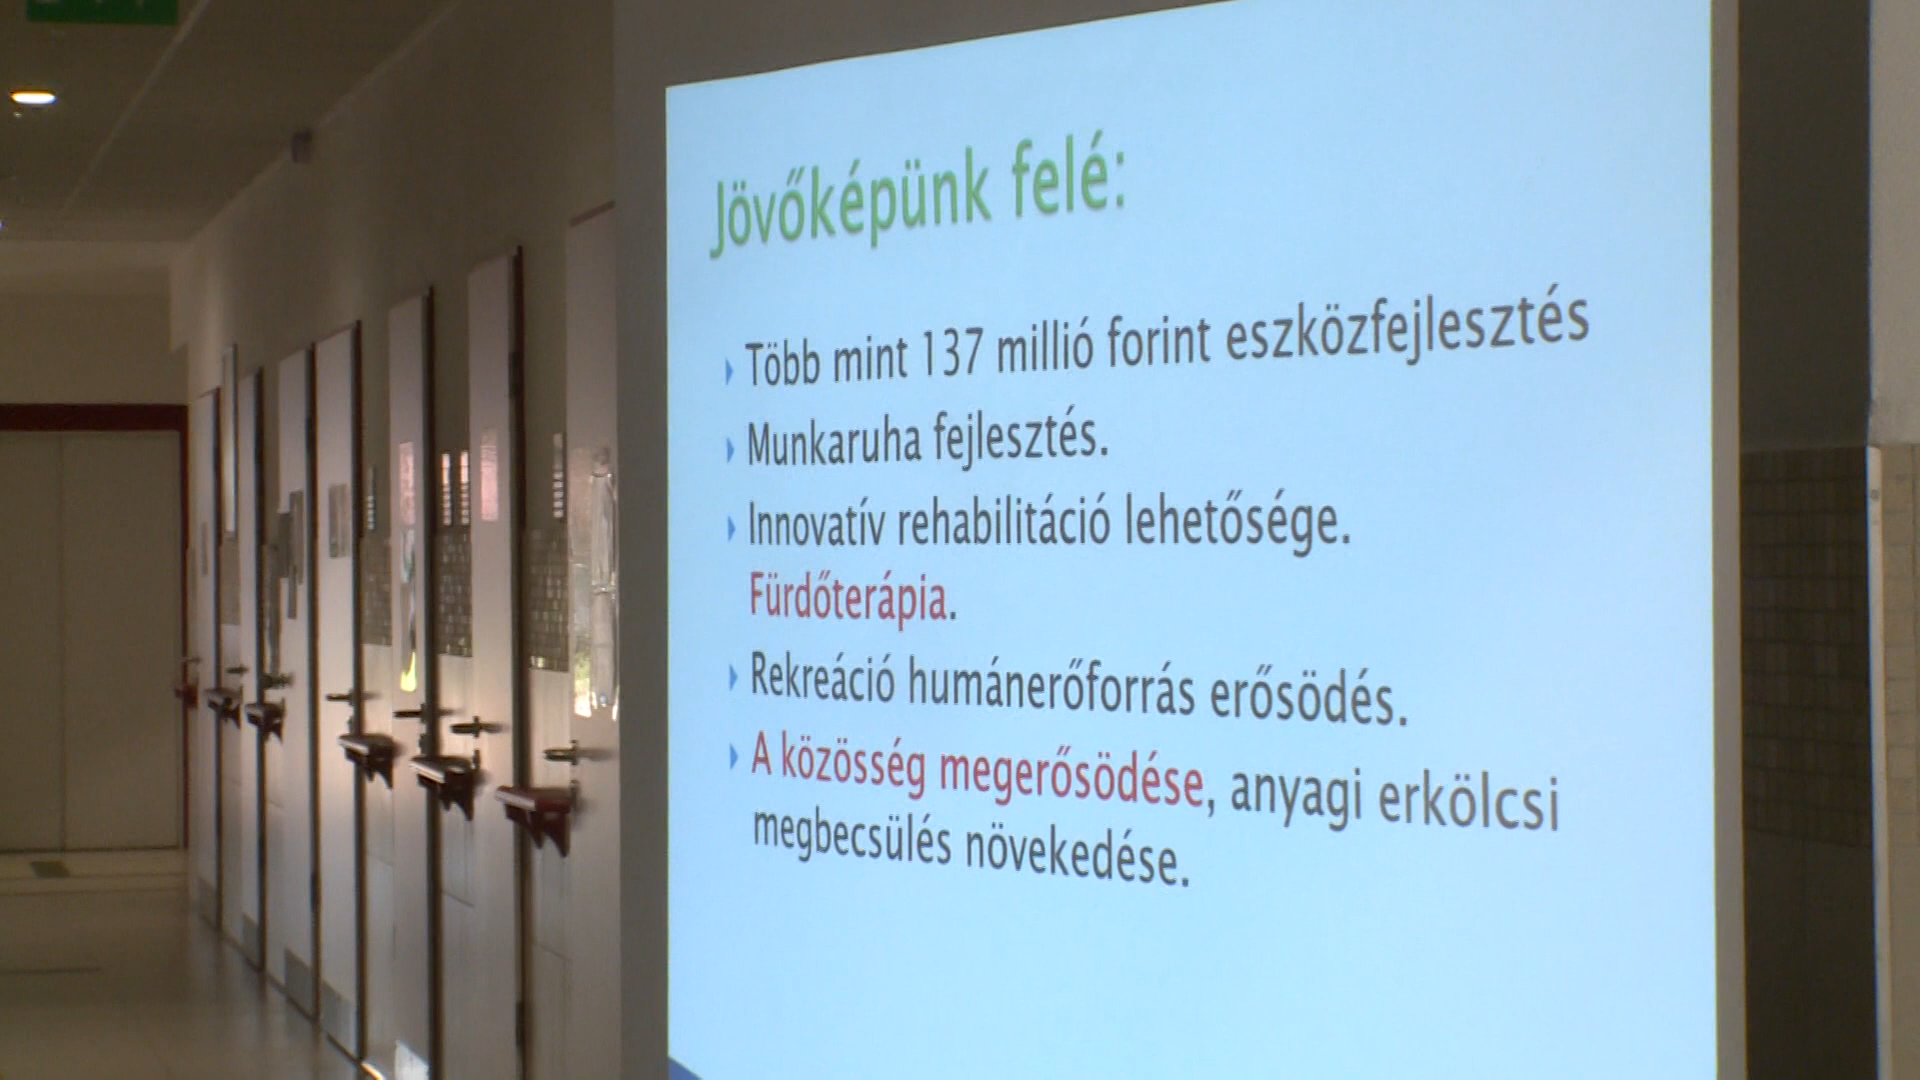 Jövőképünk felé:
Több mint 137 millió forint eszközfejlesztés
Munkaruha fejlesztés.
Innovatív rehabilitáció lehetősége.
Fürdőterápia.
Rekreáció humánerőforrás erősödés.
A közösség megerősödése, anyagi erkölcsi
megbecsülés növekedése.